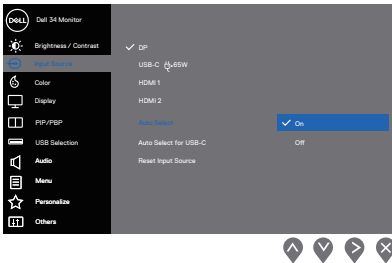 DELL Dell 34 Monitor
Brightness / Contrast
DP
Input Source
USB-C 65W
Color
HDMI 1
Display
HDMI 2
PIP/PBP
Auto Select
On
USB Selection
Auto Select for USB-C
Off
Audio
Reset Input Source
Menu
Personalize
Others